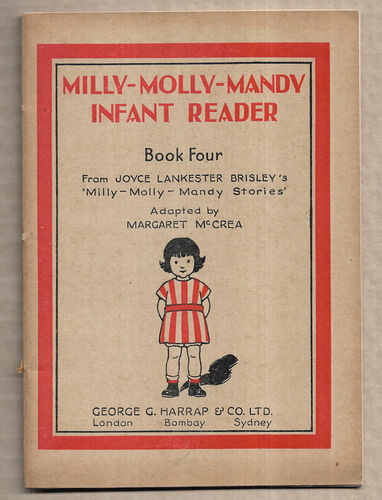 MILLY-MOLLY-MANDY
INFANT READER
Book Four
From JOYCE LANKESTER BRISLEY's
'Milly-Molly-Mandy Stories'
Adapted by
MARGARET McCREA
GEORGE G. HARRAP & CO. LTD.
London Bombay Sydney